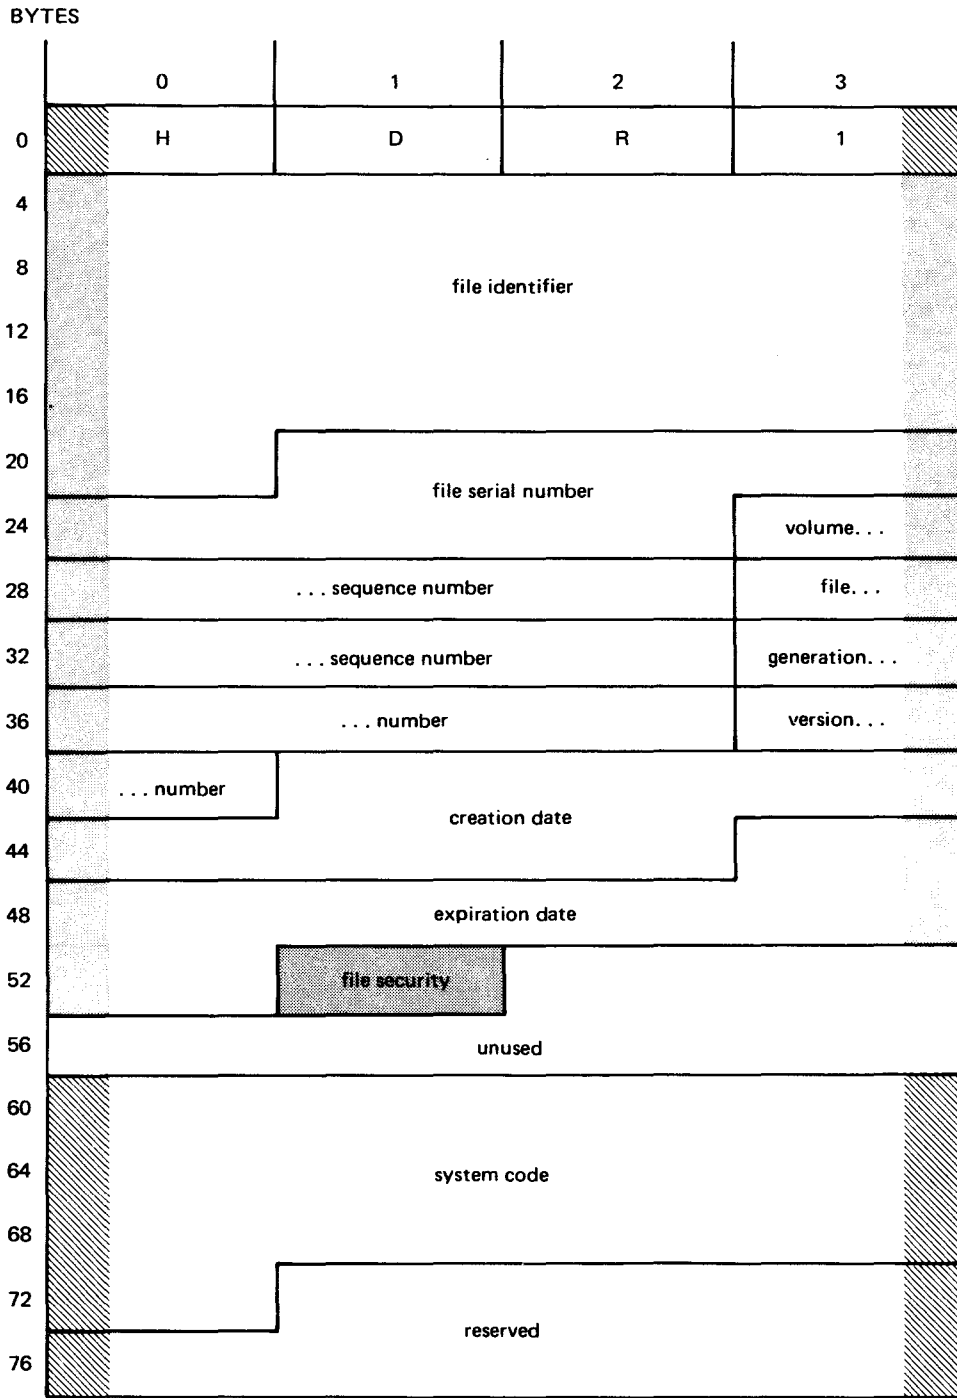 BYTES
0 1 2 3
0 H D R 1
4
8
file identifier
12
16
20
file serial number
24 volume. . .
28 . . . sequence number file. . .
32 . . . sequence number generation. . .
36 . . . number version. . .
40 . . . number
creation date
44
48 expiration date
52 file security
56 unused
60
64 system code
68
72
reserved
76